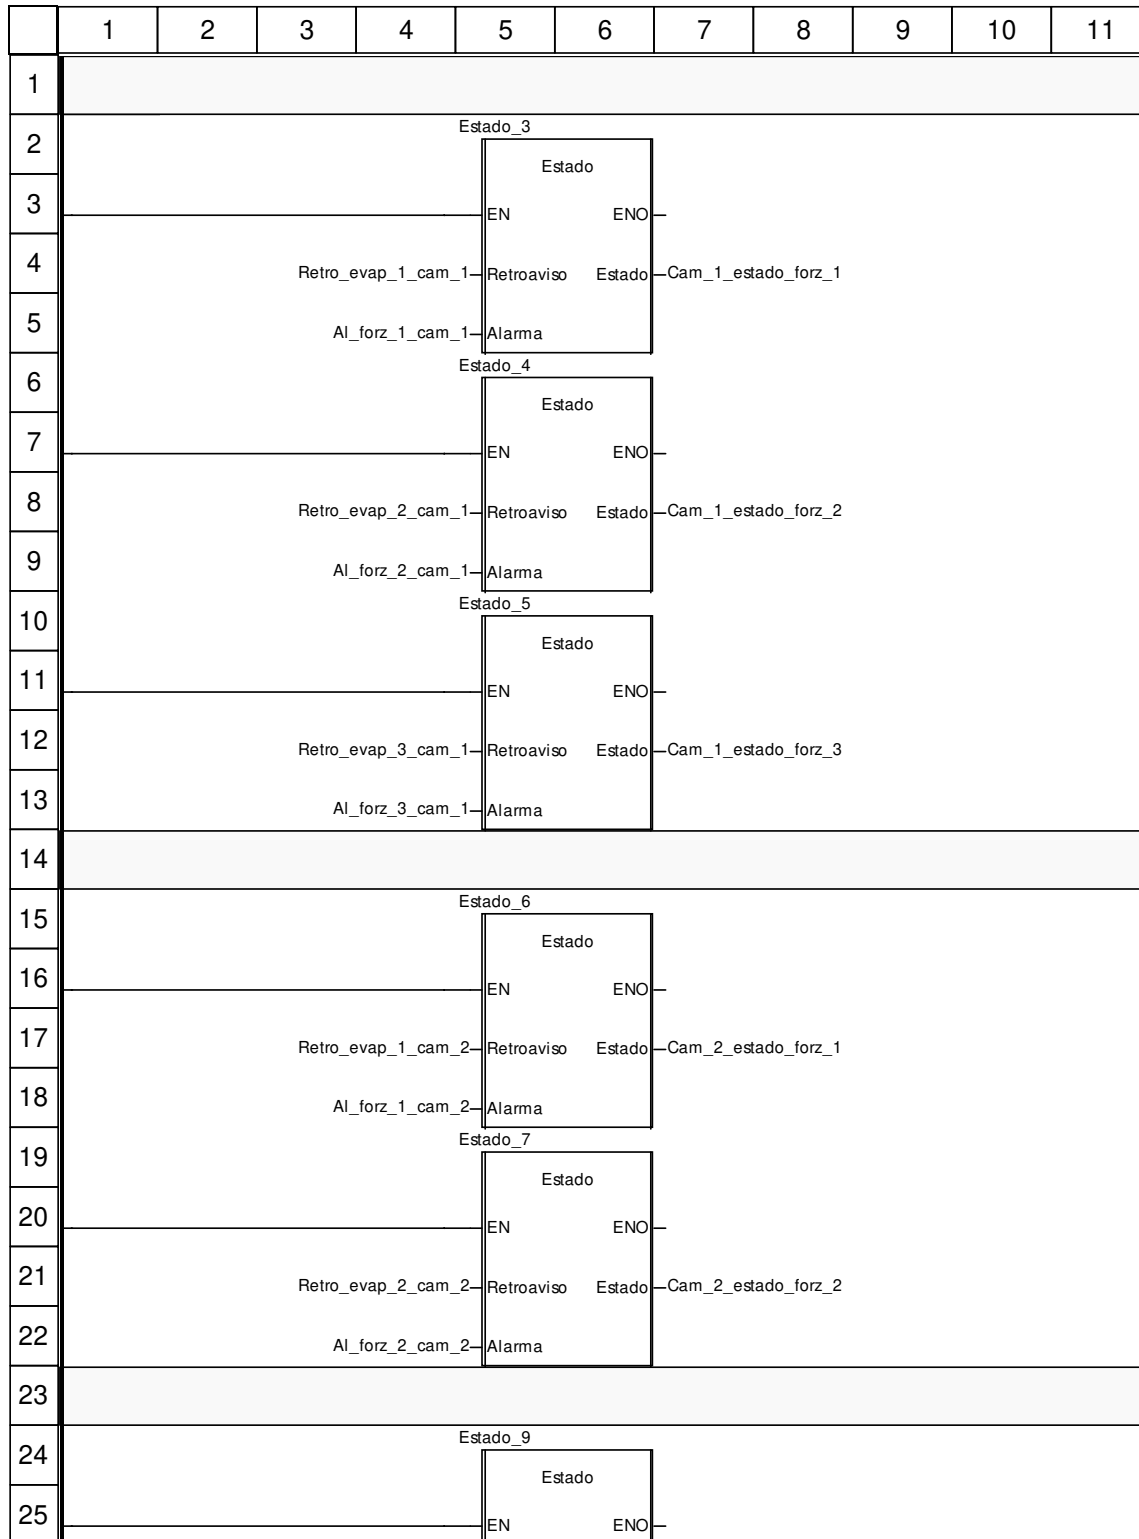 1 2 3 4 5 6 7 8 9 10 11
1
2 Estado_3
Estado
3 EN ENO
4 Retro_evap_1_cam_1 Retroaviso Estado Cam_1_estado_forz_1
5 Al_forz_1_cam_1 Alarma
6 Estado_4
Estado
7 EN ENO
8 Retro_evap_2_cam_1 Retroaviso Estado Cam_1_estado_forz_2
9 Al_forz_2_cam_1 Alarma
10 Estado_5
Estado
11 EN ENO
12 Retro_evap_3_cam_1 Retroaviso Estado Cam_1_estado_forz_3
13 Al_forz_3_cam_1 Alarma
14
15 Estado_6
Estado
16 EN ENO
17 Retro_evap_1_cam_2 Retroaviso Estado Cam_2_estado_forz_1
18 Al_forz_1_cam_2 Alarma
19 Estado_7
Estado
20 EN ENO
21 Retro_evap_2_cam_2 Retroaviso Estado Cam_2_estado_forz_2
22 Al_forz_2_cam_2 Alarma
23
24 Estado_9
Estado
25 EN ENO